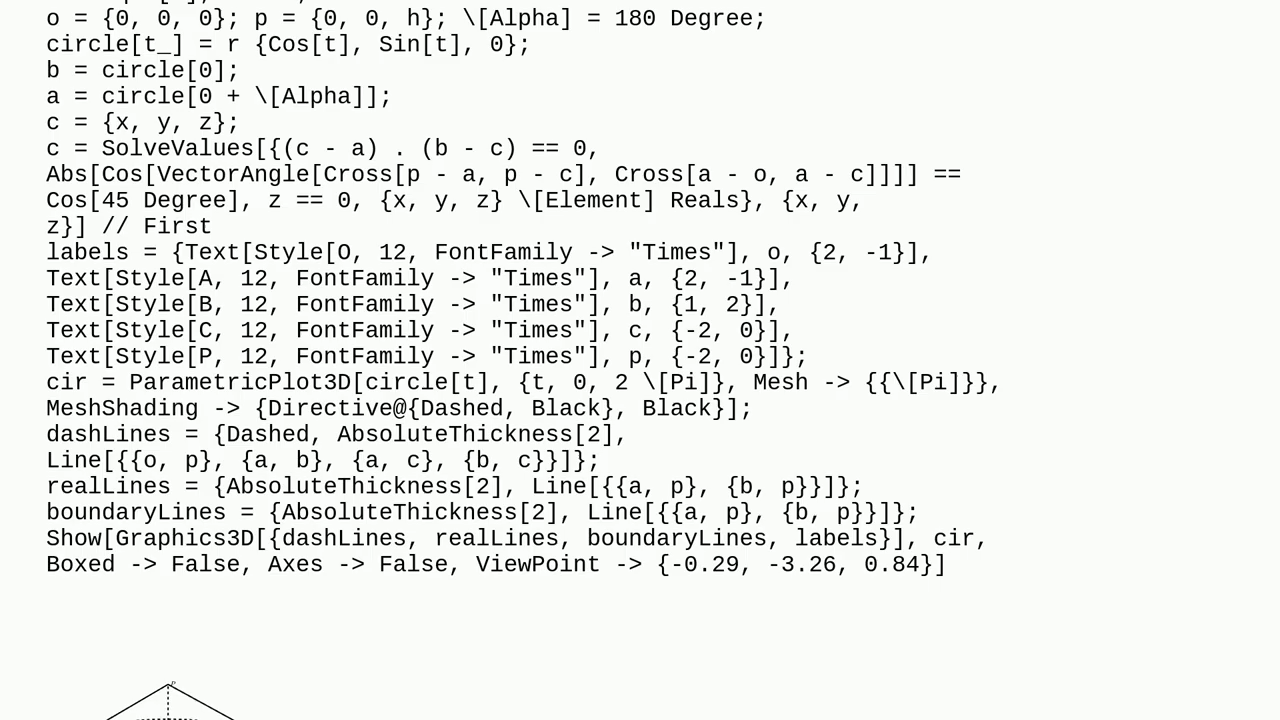 o = {0, 0, 0}; p = {0, 0, h}; \[Alpha] = 180 Degree;
circle[t_] = r {Cos[t], Sin[t], 0};
b = circle[0];
a = circle[0 + \[Alpha]];
c = {x, y, z};
c = SolveValues[{(c - a) . (b - c) == 0,
Abs[Cos[VectorAngle[Cross[p - a, p - c], Cross[a - o, a - c]]]] ==
Cos[45 Degree], z == 0, {x, y, z} \[Element] Reals}, {x, y,
z}] // First
labels = {Text[Style[O, 12, FontFamily -> "Times"], o, {2, -1}],
Text[Style[A, 12, FontFamily -> "Times"], a, {2, -1}],
Text[Style[B, 12, FontFamily -> "Times"], b, {1, 2}],
Text[Style[C, 12, FontFamily -> "Times"], c, {-2, 0}],
Text[Style[P, 12, FontFamily -> "Times"], p, {-2, 0}]};
cir = ParametricPlot3D[circle[t], {t, 0, 2 \[Pi]}, Mesh -> {{\[Pi]}},
MeshShading -> {Directive@{Dashed, Black}, Black}];
dashLines = {Dashed, AbsoluteThickness[2],
Line[{{o, p}, {a, b}, {a, c}, {b, c}}]};
realLines = {AbsoluteThickness[2], Line[{{a, p}, {b, p}}]};
boundaryLines = {AbsoluteThickness[2], Line[{{a, p}, {b, p}}]};
Show[Graphics3D[{dashLines, realLines, boundaryLines, labels}], cir,
Boxed -> False, Axes -> False, ViewPoint -> {-0.29, -3.26, 0.84}]
P